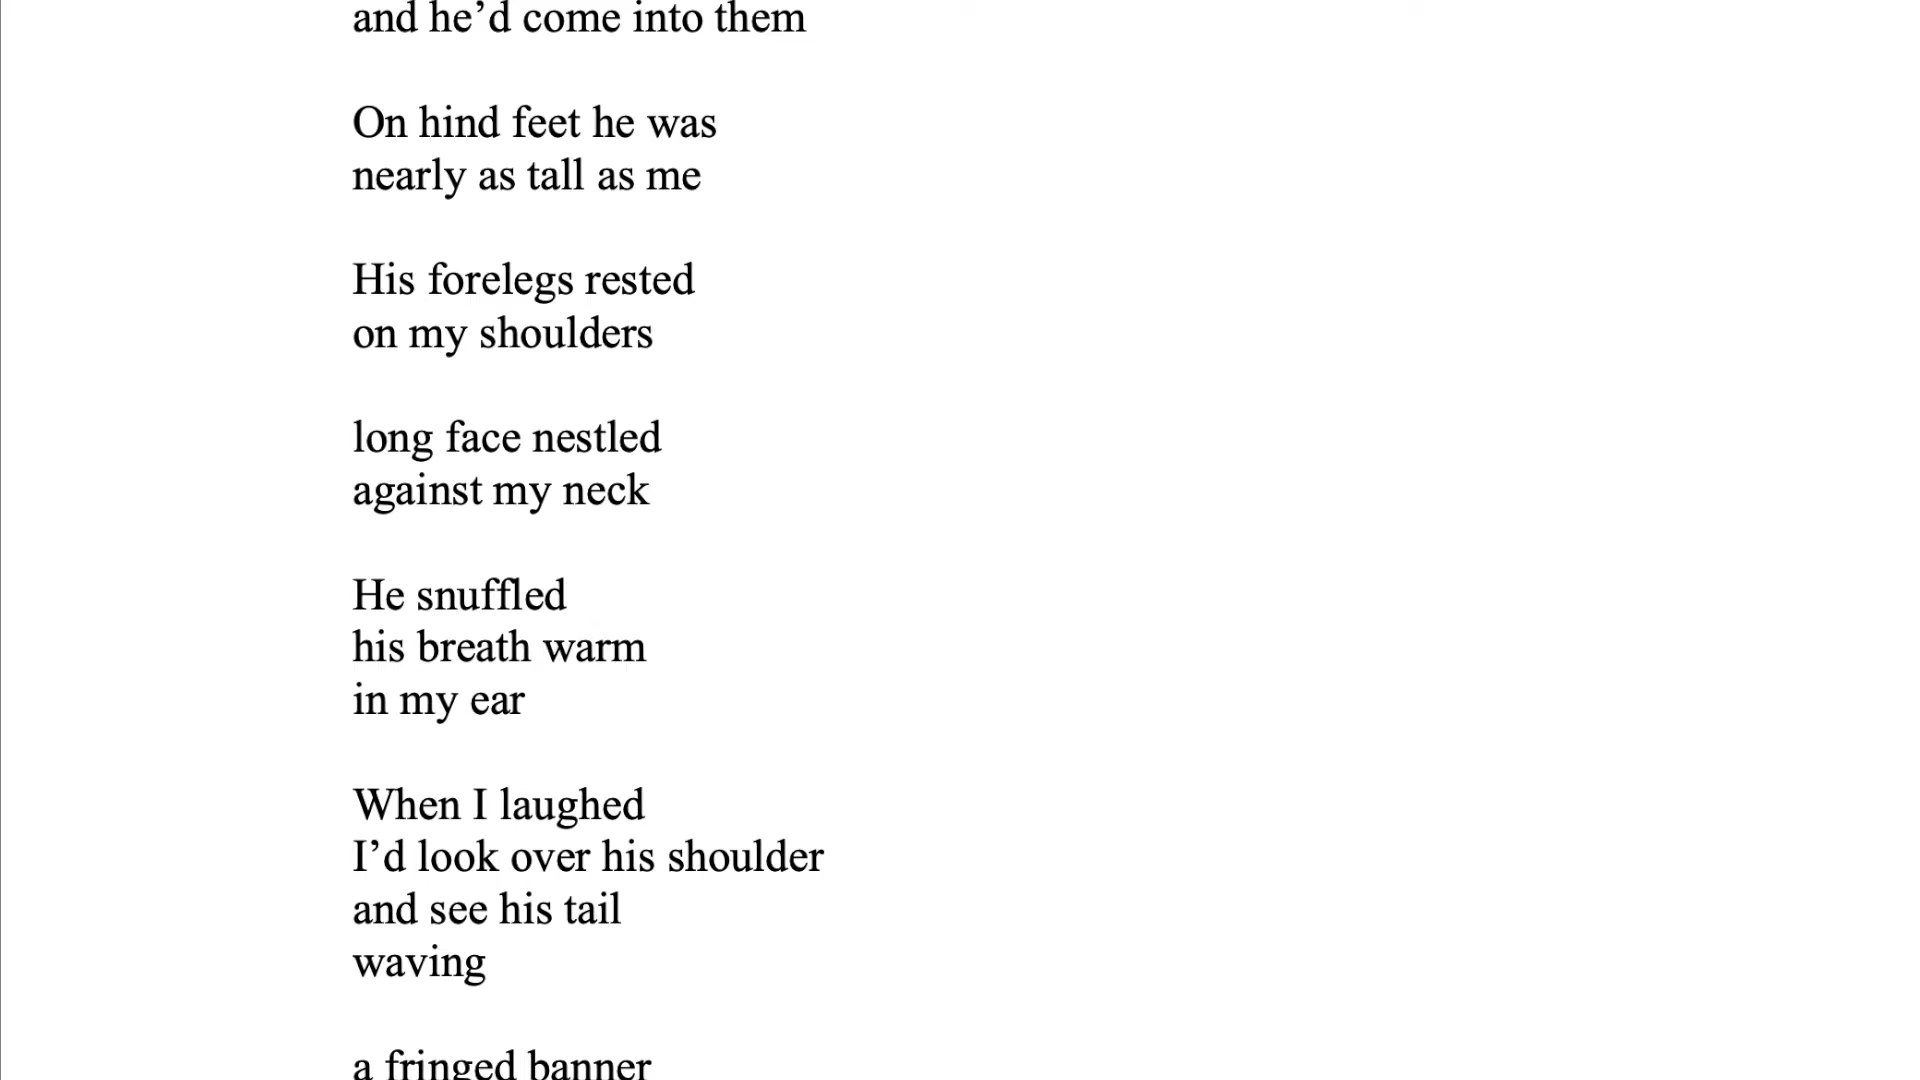 and he’d come into them
On hind feet he was
nearly as tall as me
His forelegs rested
on my shoulders
long face nestled
against my neck
He snuffled
his breath warm
in my ear
When I laughed
I’d look over his shoulder
and see his tail
waving
a fringed banner